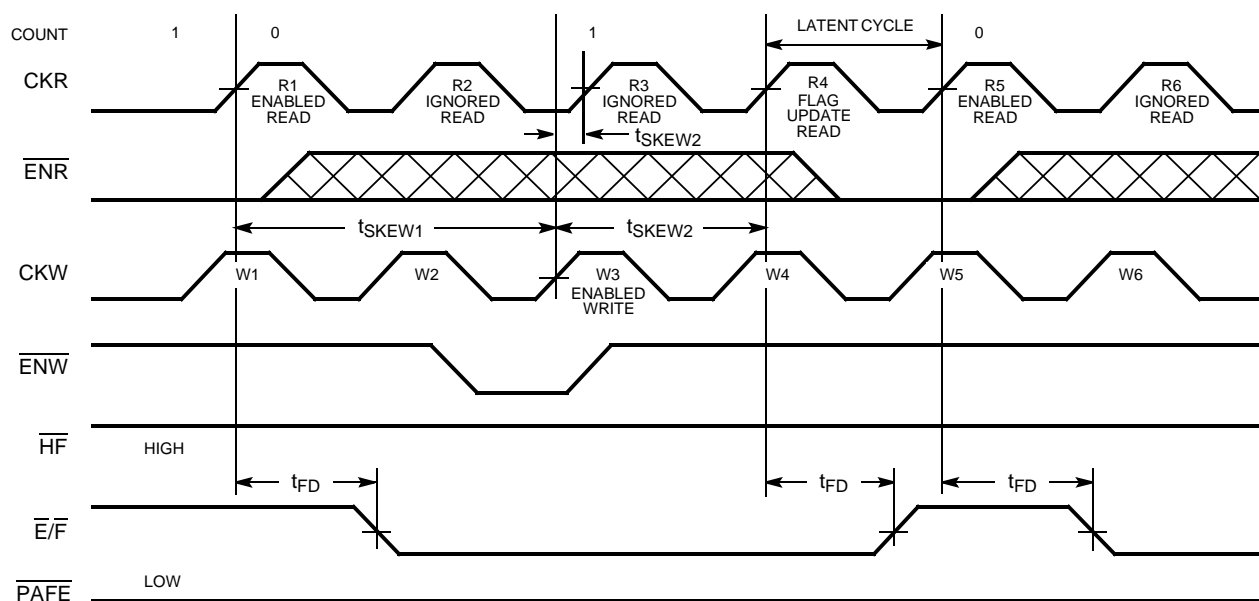 COUNT 1 0 1 LATENT CYCLE 0
CKR
R1 ENABLED READ
R2 IGNORED READ
R3 IGNORED READ
R4 FLAG UPDATE READ
R5 ENABLED READ
R6 IGNORED READ
tSKEW2
ENR
tSKEW1 tSKEW2
CKW W1 W2 W3 W4 W5 W6
ENABLED
WRITE
ENW
HF HIGH
tFD tFD tFD
E/F
PAFE LOW